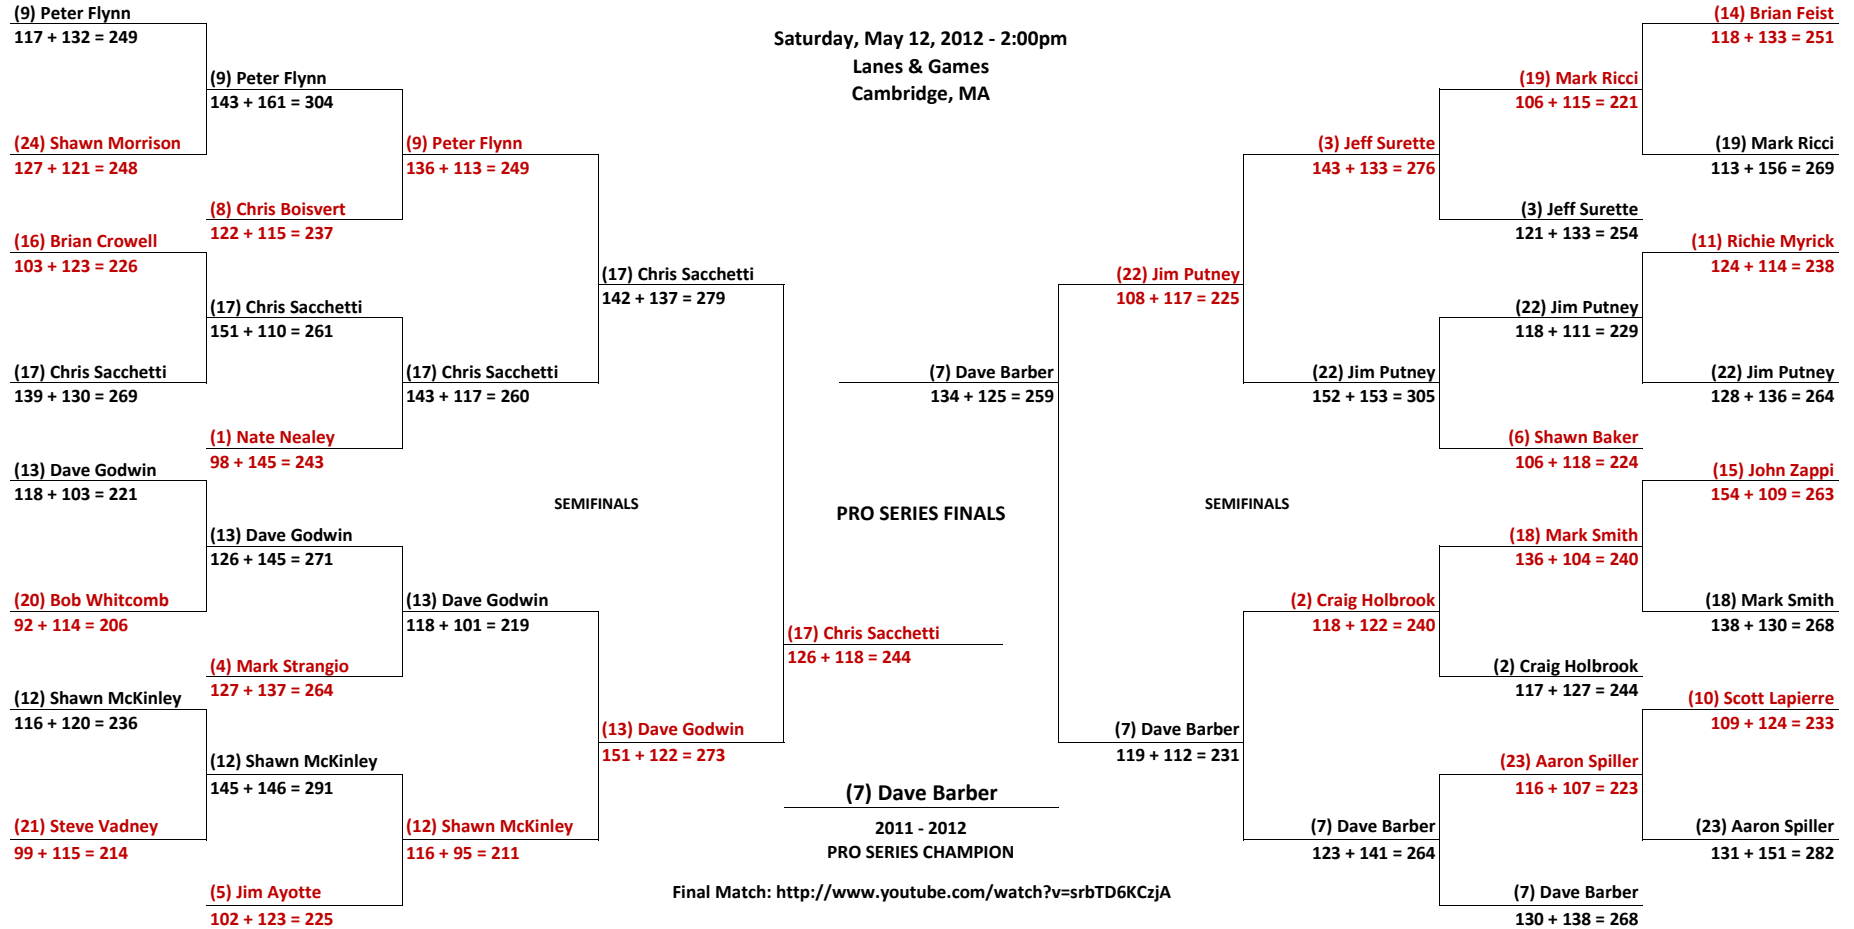 (9) Peter Flynn
117 + 132 = 249
(24) Shawn Morrison
127 + 121 = 248
(16) Brian Crowell
103 + 123 = 226
(17) Chris Sacchetti
139 + 130 = 269
(13) Dave Godwin
118 + 103 = 221
(20) Bob Whitcomb
92 + 114 = 206
(12) Shawn McKinley
116 + 120 = 236
(21) Steve Vadney
99 + 115 = 214
(9) Peter Flynn
143 + 161 = 304
(8) Chris Boisvert
122 + 115 = 237
(17) Chris Sacchetti
151 + 110 = 261
(1) Nate Nealey
98 + 145 = 243
(13) Dave Godwin
126 + 145 = 271
(4) Mark Strangio
127 + 137 = 264
(12) Shawn McKinley
145 + 146 = 291
(5) Jim Ayotte
102 + 123 = 225
(9) Peter Flynn
136 + 113 = 249
(17) Chris Sacchetti
143 + 117 = 260
(13) Dave Godwin
118 + 101 = 219
(12) Shawn McKinley
116 + 95 = 211
(17) Chris Sacchetti
142 + 137 = 279
SEMIFINALS
(13) Dave Godwin
151 + 122 = 273
Saturday, May 12, 2012 - 2:00pm
Lanes & Games
Cambridge, MA
(7) Dave Barber
134 + 125 = 259
PRO SERIES FINALS
(17) Chris Sacchetti
126 + 118 = 244
(7) Dave Barber
2011 - 2012
PRO SERIES CHAMPION
Final Match: http://www.youtube.com/watch?v=srbTD6KCzjA
(22) Jim Putney
108 + 117 = 225
SEMIFINALS
(7) Dave Barber
119 + 112 = 231
(3) Jeff Surette
143 + 133 = 276
(22) Jim Putney
152 + 153 = 305
(2) Craig Holbrook
118 + 122 = 240
(7) Dave Barber
123 + 141 = 264
(19) Mark Ricci
106 + 115 = 221
(3) Jeff Surette
121 + 133 = 254
(22) Jim Putney
118 + 111 = 229
(6) Shawn Baker
106 + 118 = 224
(18) Mark Smith
136 + 104 = 240
(2) Craig Holbrook
117 + 127 = 244
(23) Aaron Spiller
116 + 107 = 223
(7) Dave Barber
130 + 138 = 268
(14) Brian Feist
118 + 133 = 251
(19) Mark Ricci
113 + 156 = 269
(11) Richie Myrick
124 + 114 = 238
(22) Jim Putney
128 + 136 = 264
(15) John Zappi
154 + 109 = 263
(18) Mark Smith
138 + 130 = 268
(10) Scott Lapierre
109 + 124 = 233
(23) Aaron Spiller
131 + 151 = 282